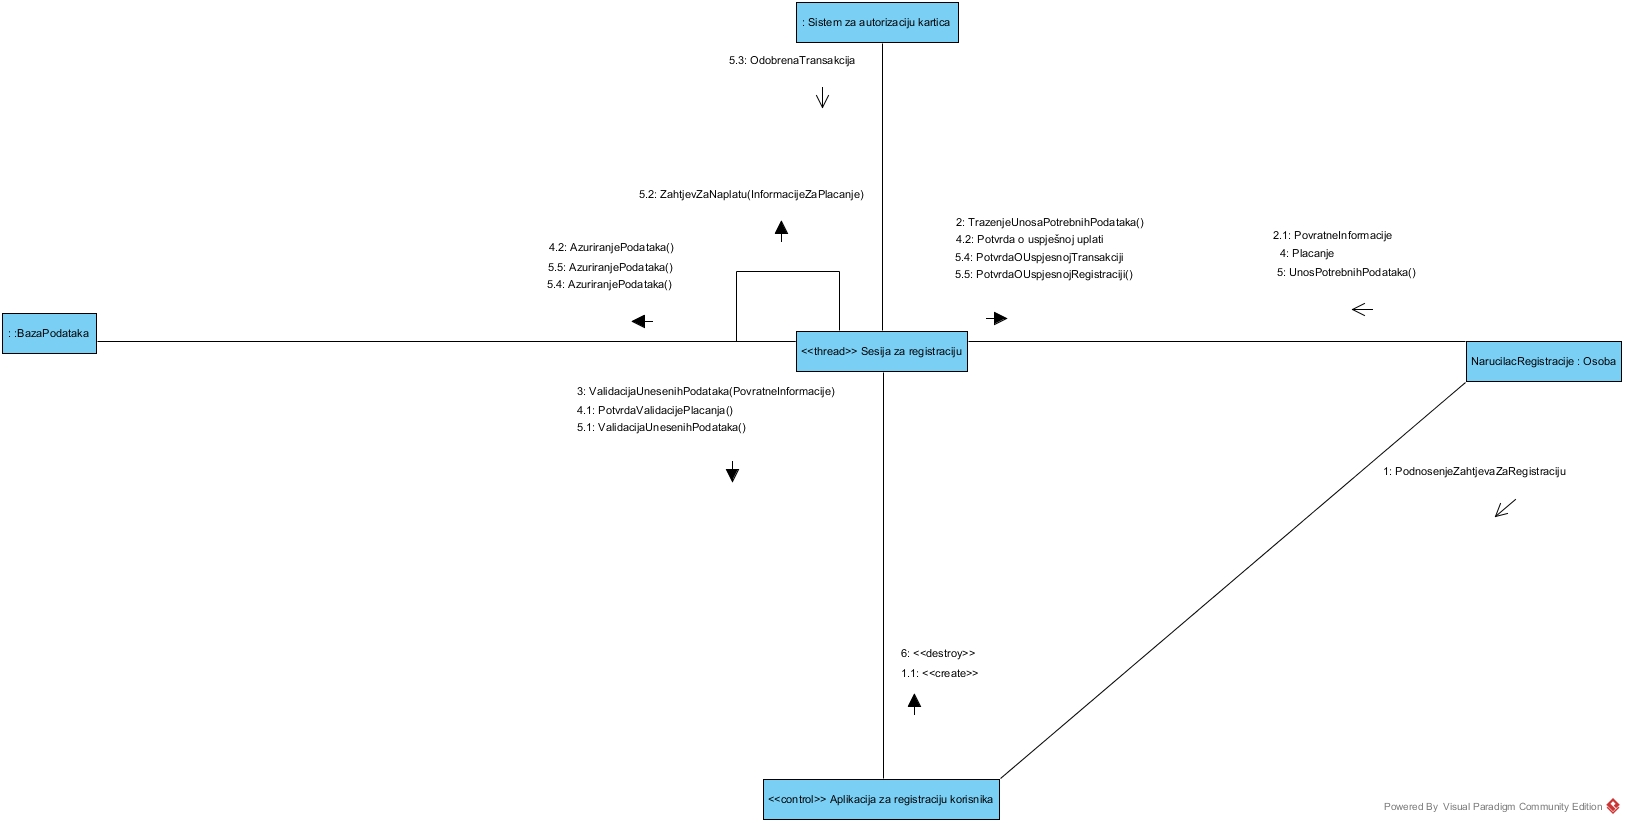 : Sistem za autorizaciju kartica
5.3: OdobrenaTransakcija
5.2: ZahtjevZaNaplatu(InformacijeZaPlacanje)
4.2: AzuriranjePodataka()
5.5: AzuriranjePodataka()
5.4: AzuriranjePodataka()
2: TrazenjeUnosaPotrebnihPodataka()
4.2: Potvrda o uspješnoj uplati
5.4: PotvrdaOUspjesnojTransakciji
5.5: PotvrdaOUspjesnojRegistraciji()
2.1: PovratneInformacije
4: Placanje
5: UnosPotrebnihPodataka()
: :BazaPodataka
<<thread>> Sesija za registraciju
NarucilacRegistracije : Osoba
3: ValidacijaUnesenihPodataka(PovratneInformacije)
4.1: PotvrdaValidacijePlacanja()
5.1: ValidacijaUnesenihPodataka()
1: PodnosenjeZahtjevaZaRegistraciju
6: <<destroy>>
1.1: <<create>>
<<control>> Aplikacija za registraciju korisnika
Powered By Visual Paradigm Community Edition